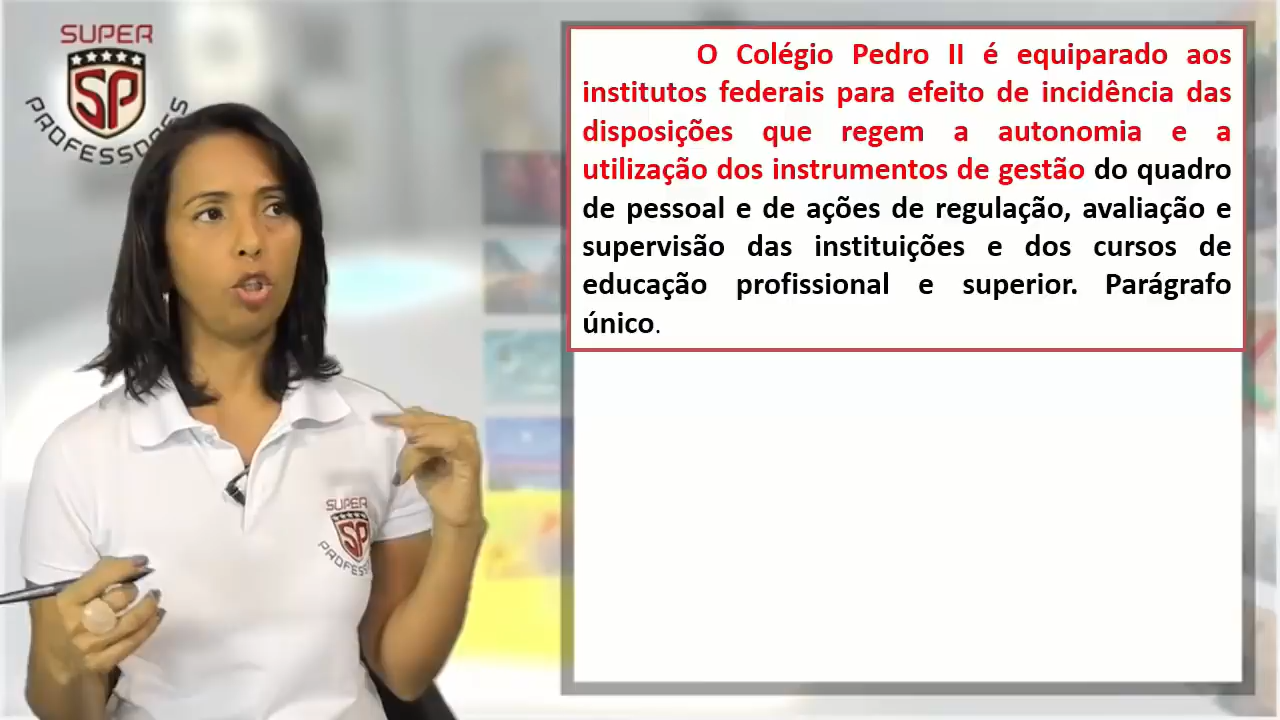 SUPER
SP
PROFESSORES
O Colégio Pedro II é equiparado aos
institutos federais para efeito de incidência das
disposições que regem a autonomia e a
utilização dos instrumentos de gestão do quadro
de pessoal e de ações de regulação, avaliação e
supervisão das instituições e dos cursos de
educação profissional e superior. Parágrafo
único.
SUPER
SP